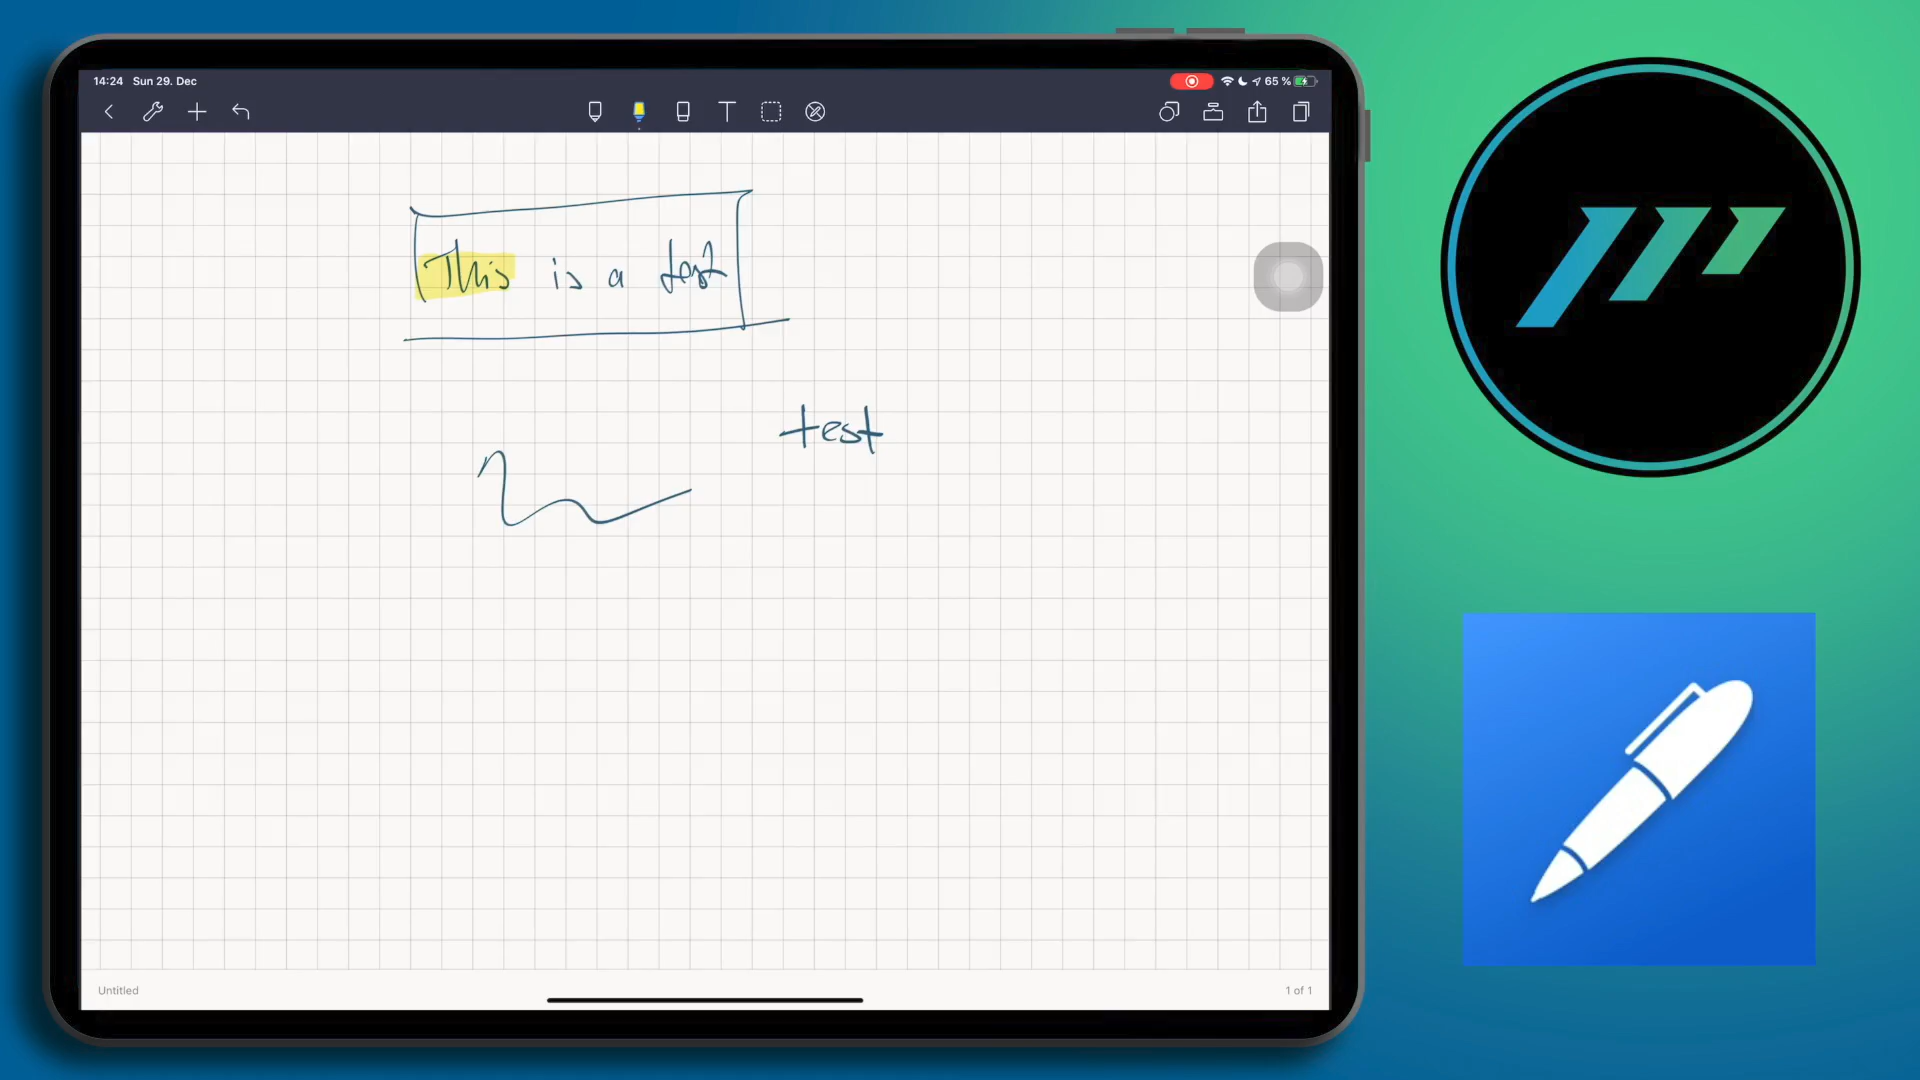 14:24 Sun 29. Dec
65 %
This is a test
test
Untitled
1 of 1